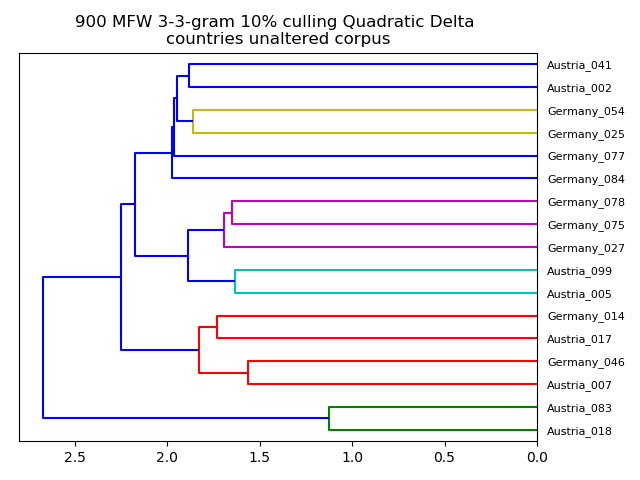 900 MFW 3-3-gram 10% culling Quadratic Delta
countries unaltered corpus
Austria_041
Austria_002
Germany_054
Germany_025
Germany_077
Germany_084
Germany_078
Germany_075
Germany_027
Austria_099
Austria_005
Germany_014
Austria_017
Germany_046
Austria_007
Austria_083
Austria_018
2.5 2.0 1.5 1.0 0.5 0.0